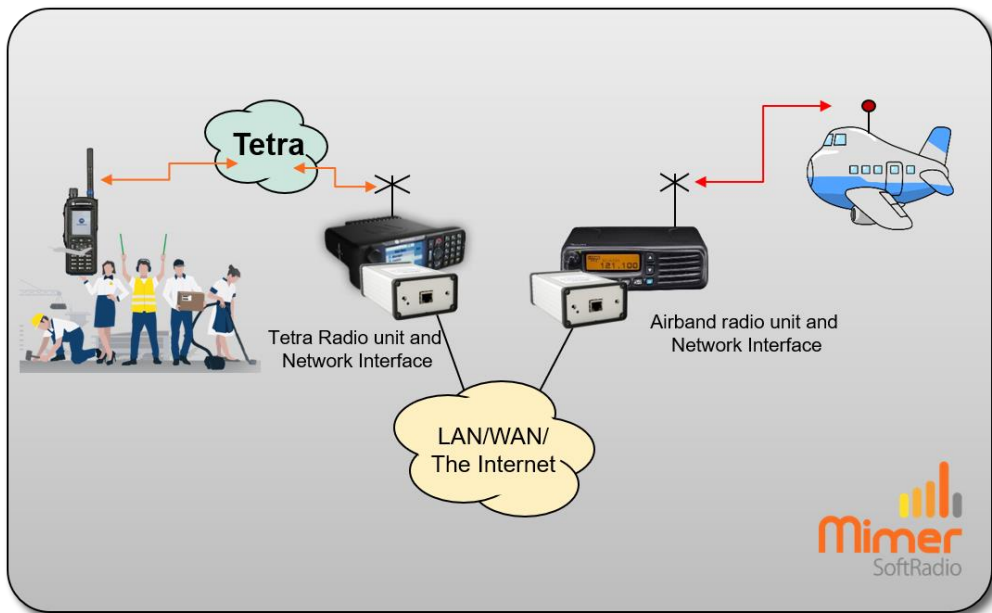 Tetra
121.100
Tetra Radio unit and
Network Interface
Airband radio unit and
Network Interface
LAN/WAN/
The Internet
Mimer
SoftRadio